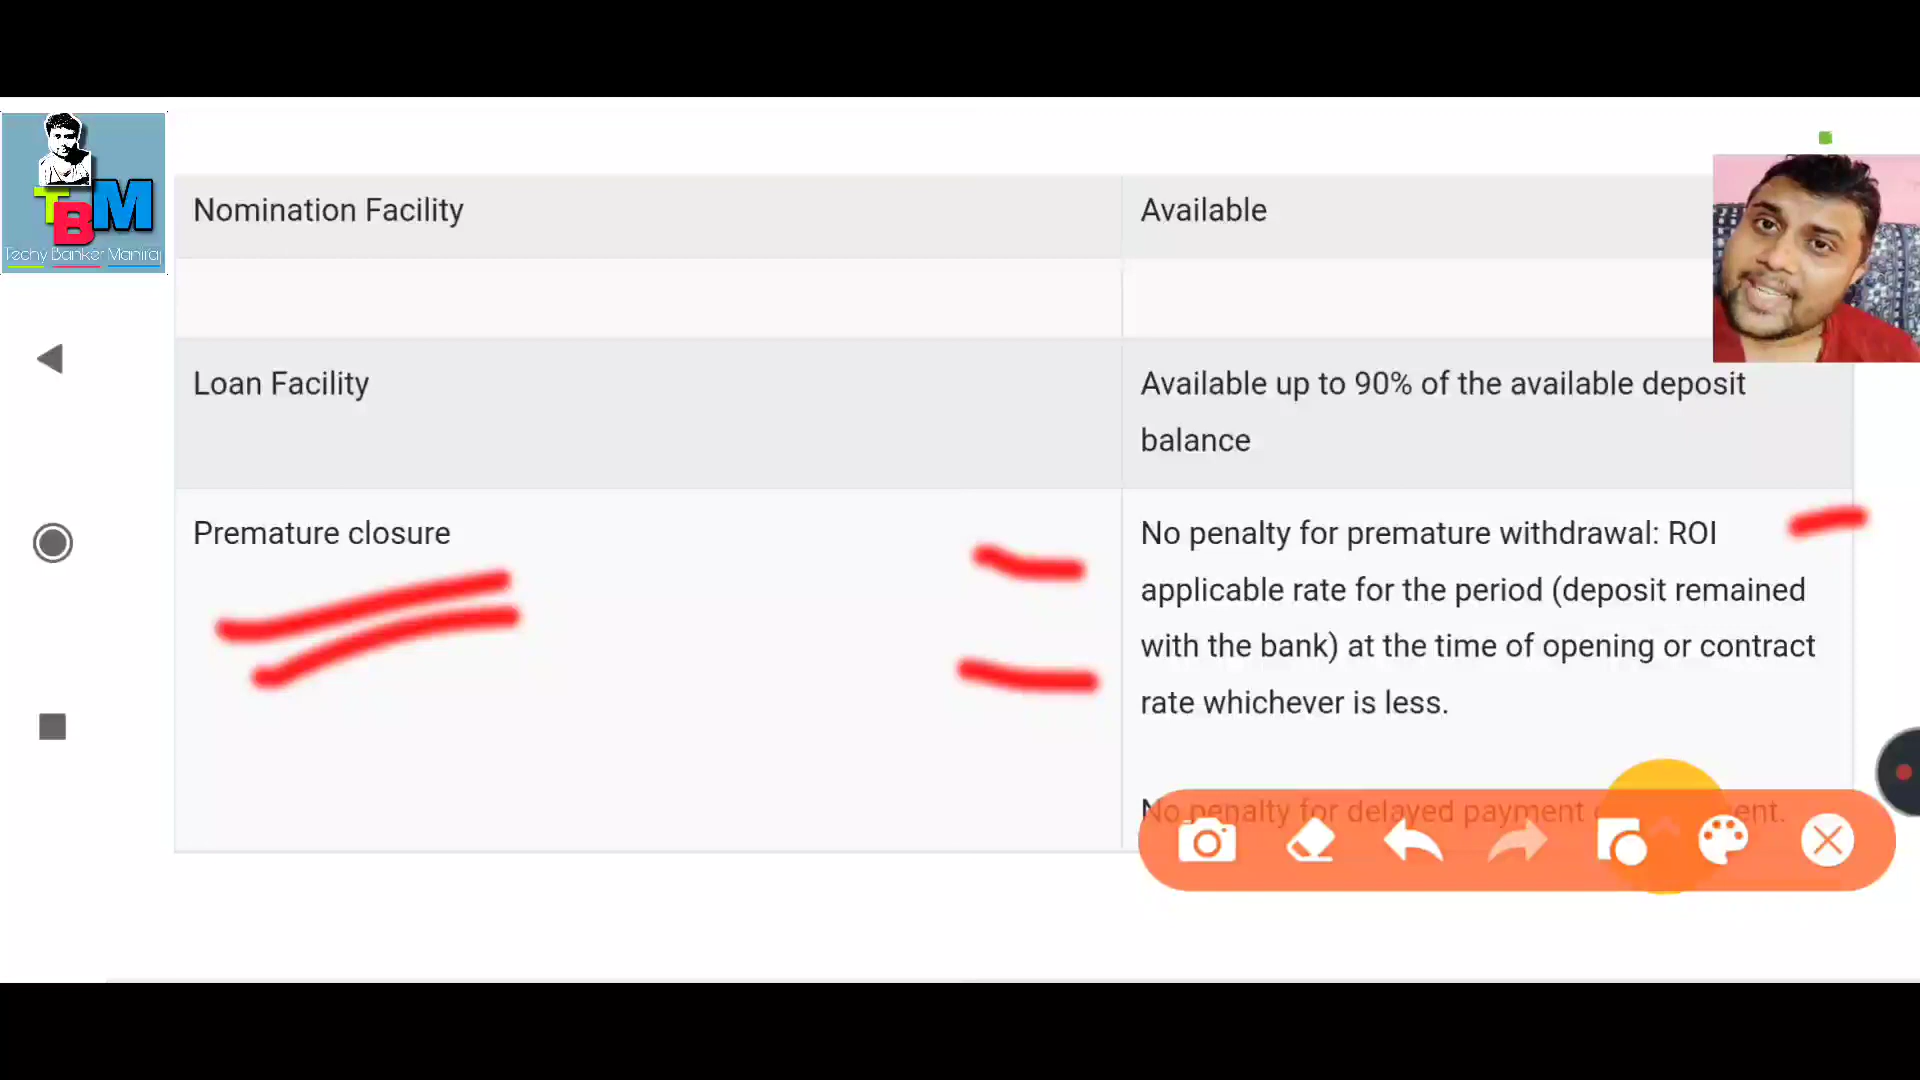 TBM
Techy Banker Maniraj
Nomination Facility
Available
Loan Facility
Available up to 90% of the available deposit
balance
Premature closure
No penalty for premature withdrawal: ROI
applicable rate for the period (deposit remained
with the bank) at the time of opening or contract
rate whichever is less.
No penalty for delayed payment